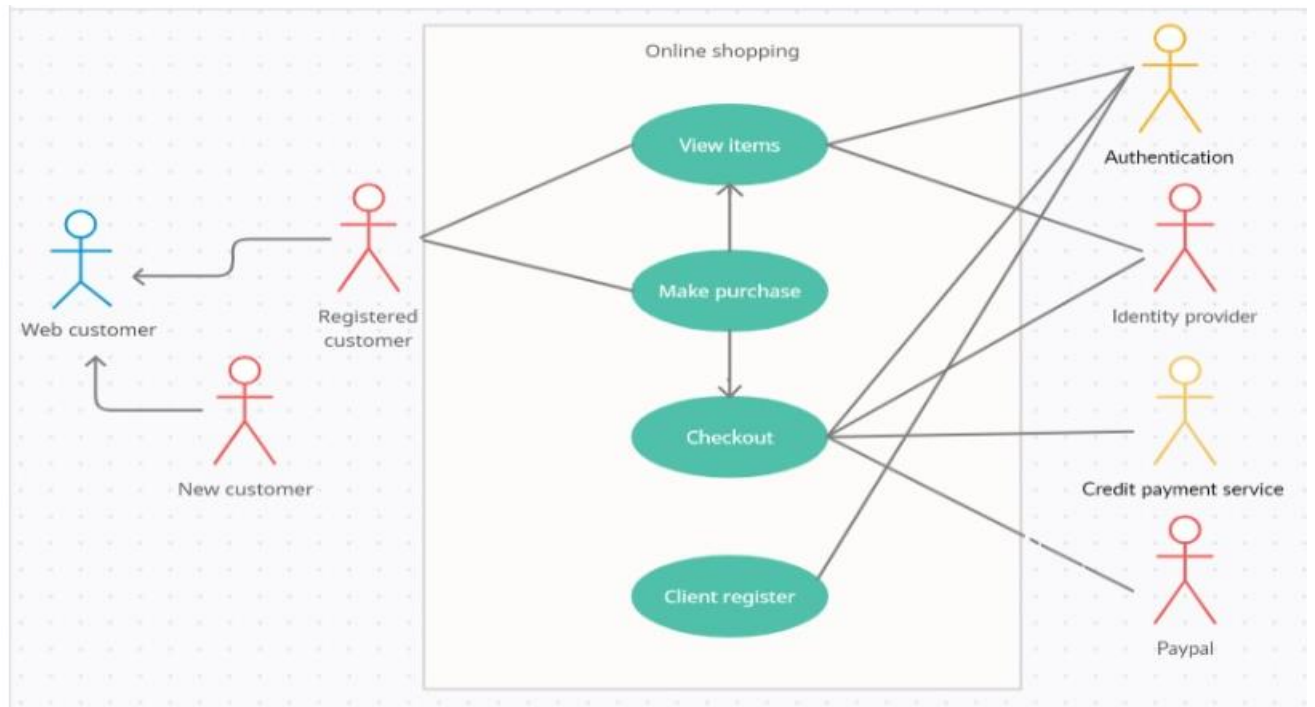 Online shopping
View items
Authentication
Make purchase
Registered
customer
Identity provider
Web customer
Checkout
New customer
Credit payment service
Client register
Paypal